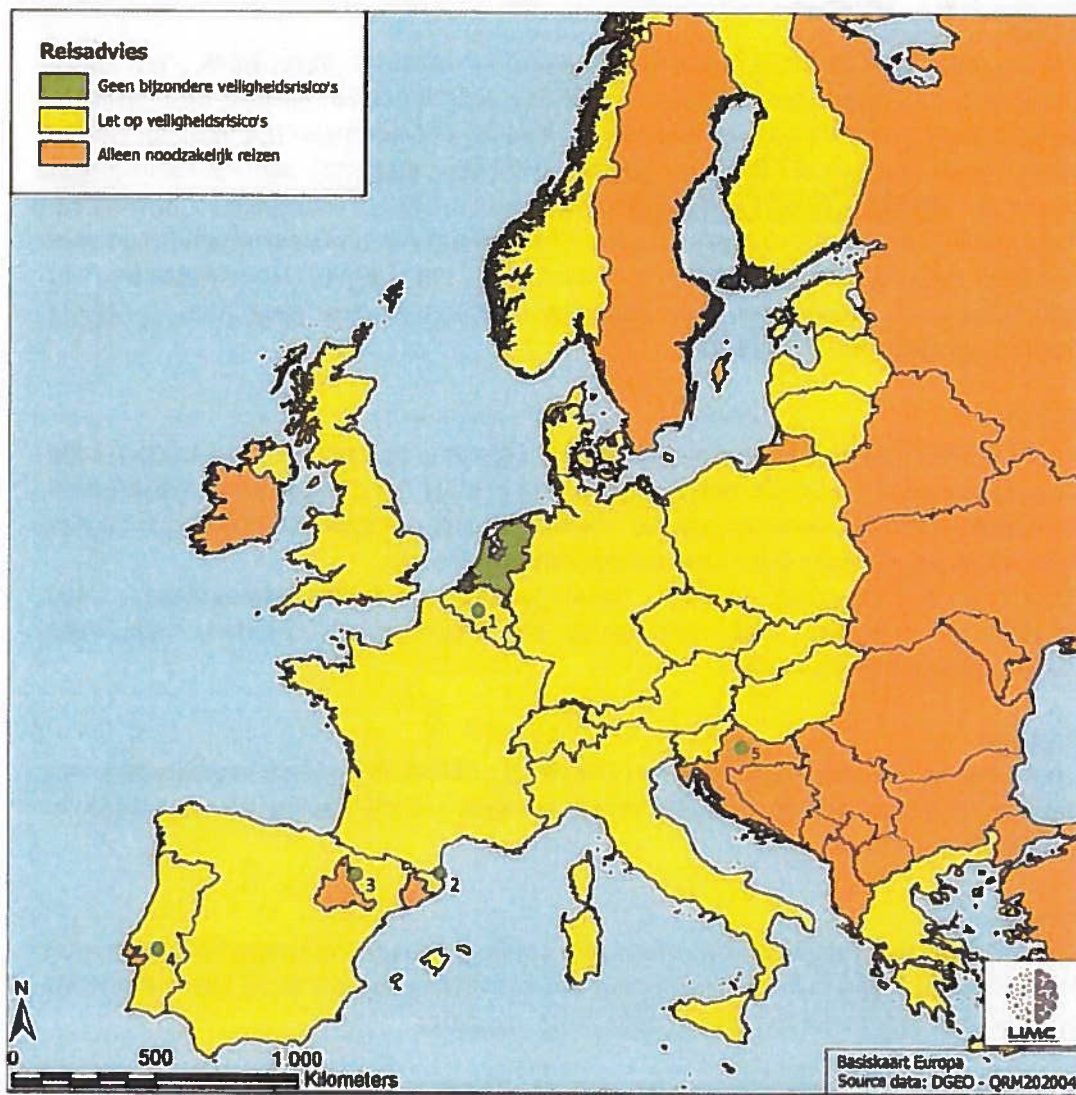 Reisadvies
Geen bijzondere veiligheidsrisico's
Let op veiligheidsrisico's
Alleen noodzakelijk reizen
1
2
3
4
5
N
0 500 1 000
Kilometers
LIMC
Basiskaart Europa
Source data: DGEO - QRM202004